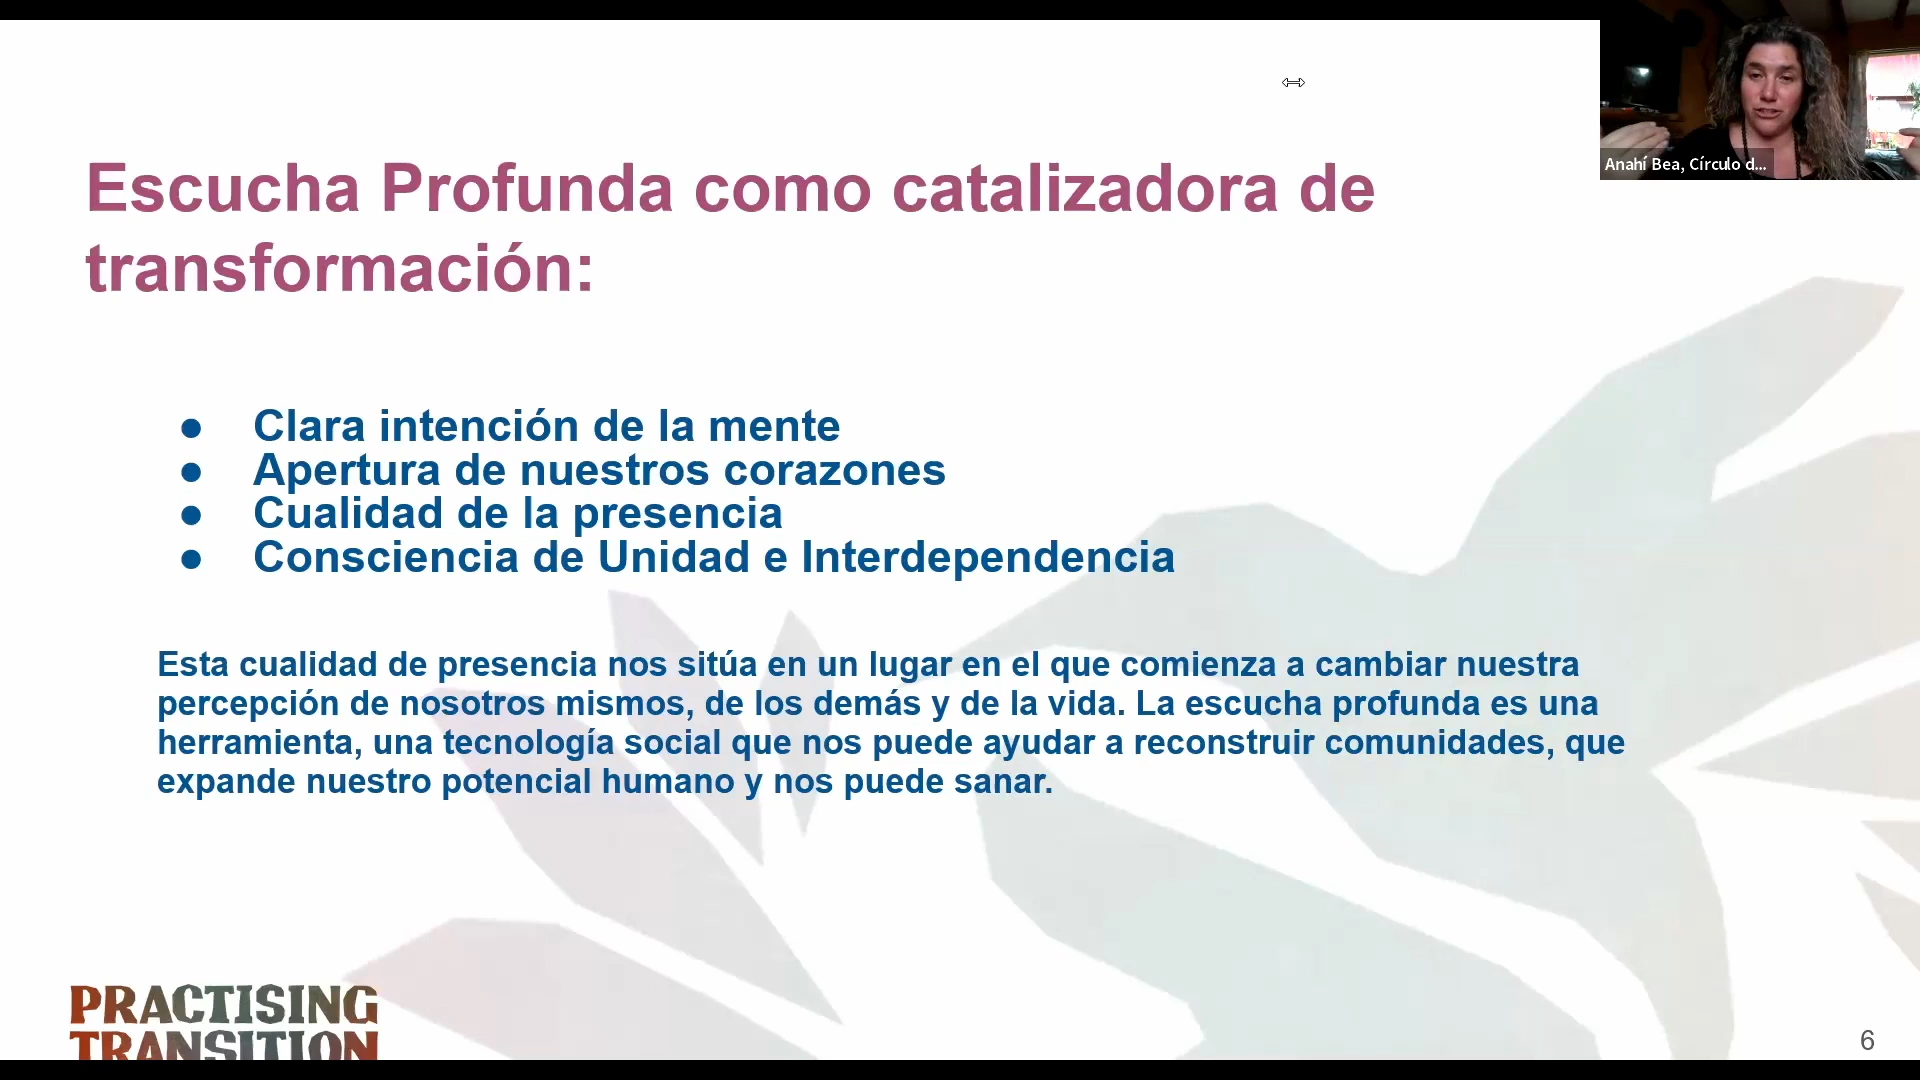 Anahí Bea, Círculo d...
Escucha Profunda como catalizadora de
transformación:
● Clara intención de la mente
● Apertura de nuestros corazones
● Cualidad de la presencia
● Consciencia de Unidad e Interdependencia
Esta cualidad de presencia nos sitúa en un lugar en el que comienza a cambiar nuestra
percepción de nosotros mismos, de los demás y de la vida. La escucha profunda es una
herramienta, una tecnología social que nos puede ayudar a reconstruir comunidades, que
expande nuestro potencial humano y nos puede sanar.
PRACTISING
TRANSITION
6